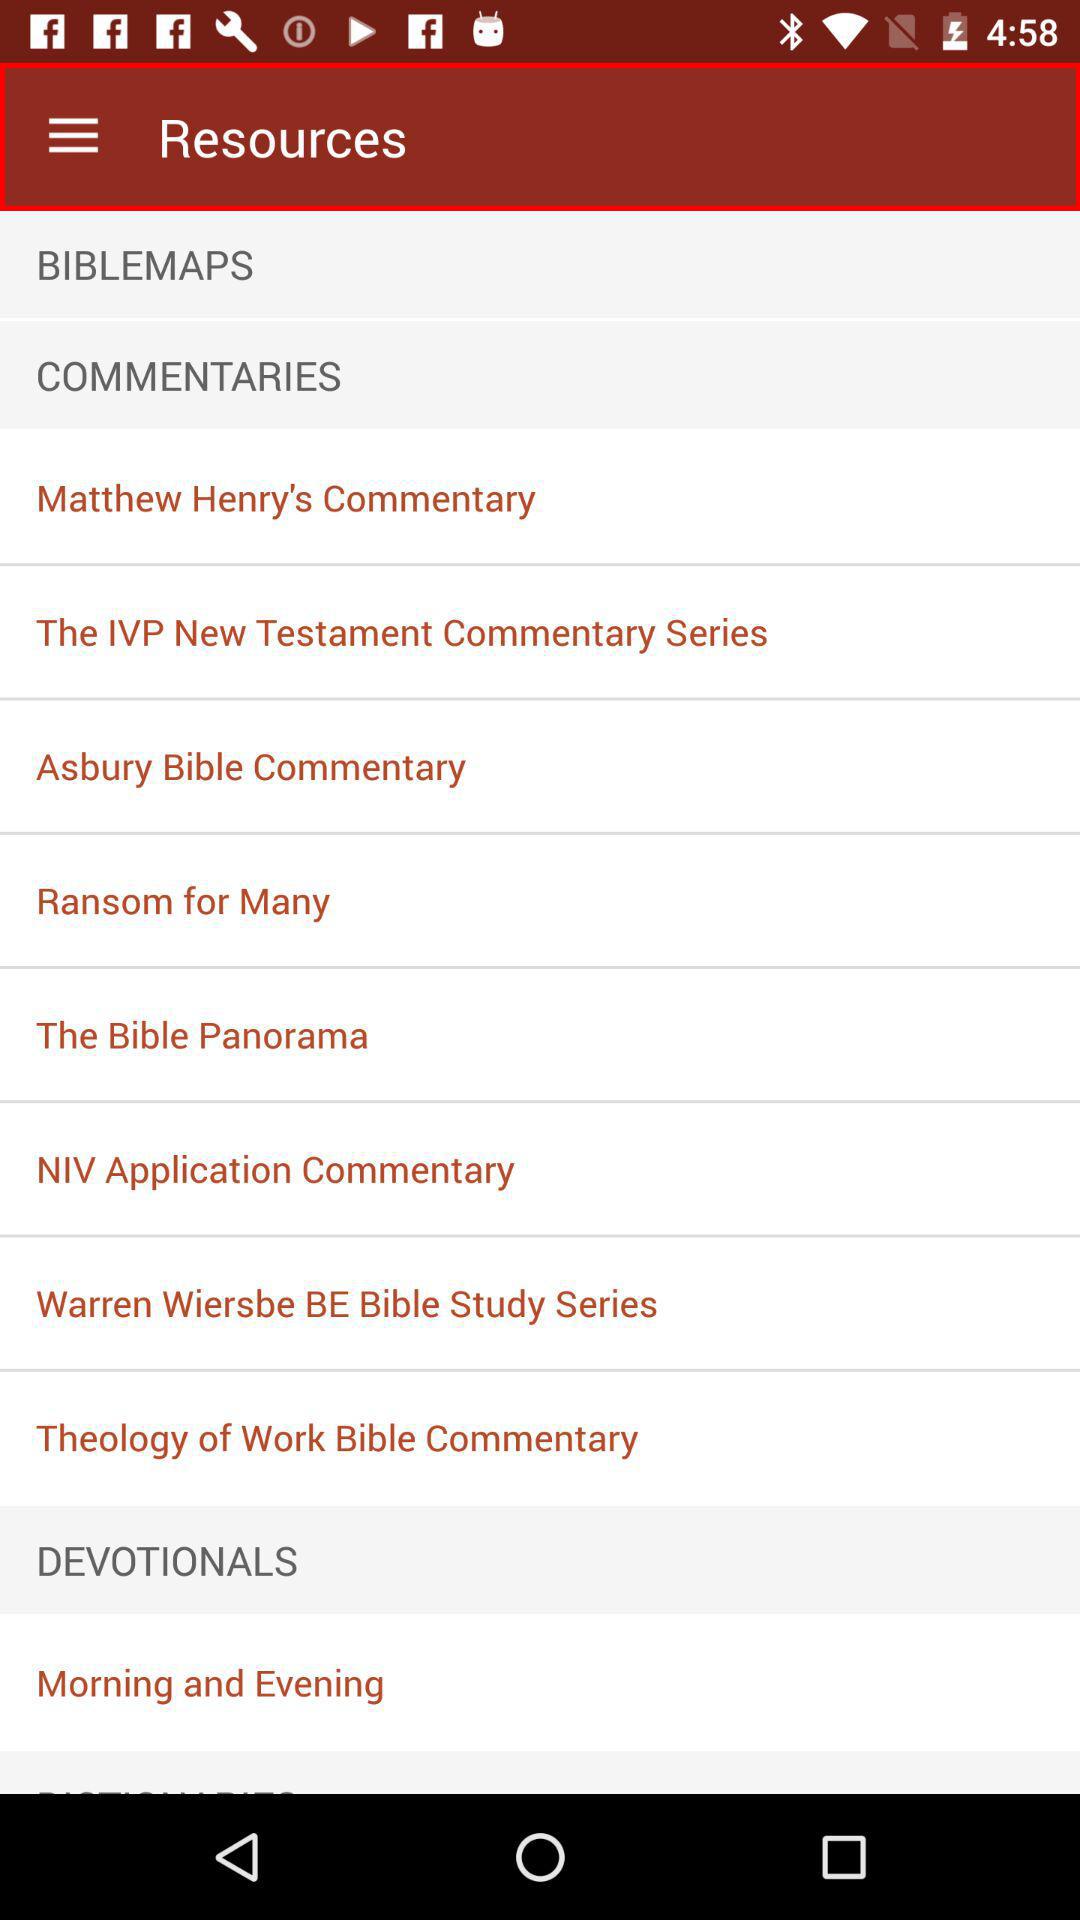 4:58
Resources
BIBLEMAPS
COMMENTARIES
Matthew Henry's Commentary
The IVP New Testament Commentary Series
Asbury Bible Commentary
Ransom for Many
The Bible Panorama
NIV Application Commentary
Warren Wiersbe BE Bible Study Series
Theology of Work Bible Commentary
DEVOTIONALS
Morning and Evening